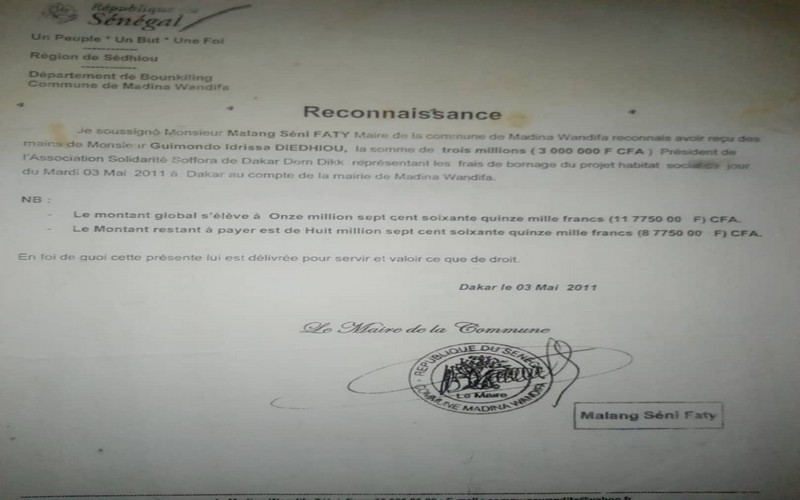 République
Sénégal
Un Peuple * Un But * Une Foi
Région de Sédhiou
Département de Bounkiling
Commune de Madina Wandifa
Reconnaissance
Je soussigné Monsieur Malang Séni FATY Maire de la commune de Madina Wandifa reconnais avoir reçu des
mains de Monsieur Guimondo Idrissa DIEDHIOU, la somme de trois millions ( 3 000 000 F CFA ) Président de
l'Association Solidarité Soffora de Dakar Dem Dikk représentant les frais de bornage du projet habitat jour
du Mardi 03 Mai 2011 à Dakar au compte de la mairie de Madina Wandifa.
NB :
- Le montant global s'élève à Onze million sept cent soixante quinze mille francs (11 7750 00 F) CFA.
- Le Montant restant à payer est de Huit million sept cent soixante quinze mille francs (8 7750 00 F) CFA.
En foi de quoi cette présente lui est délivrée pour servir et valoir ce que de droit.
Dakar le 03 Mai 2011
Le Maire de la Commune
REPUBLIQUE DU SENEGAL
Le Maire
COMMUNE MADINA WANDIFA
Malang Séni Faty